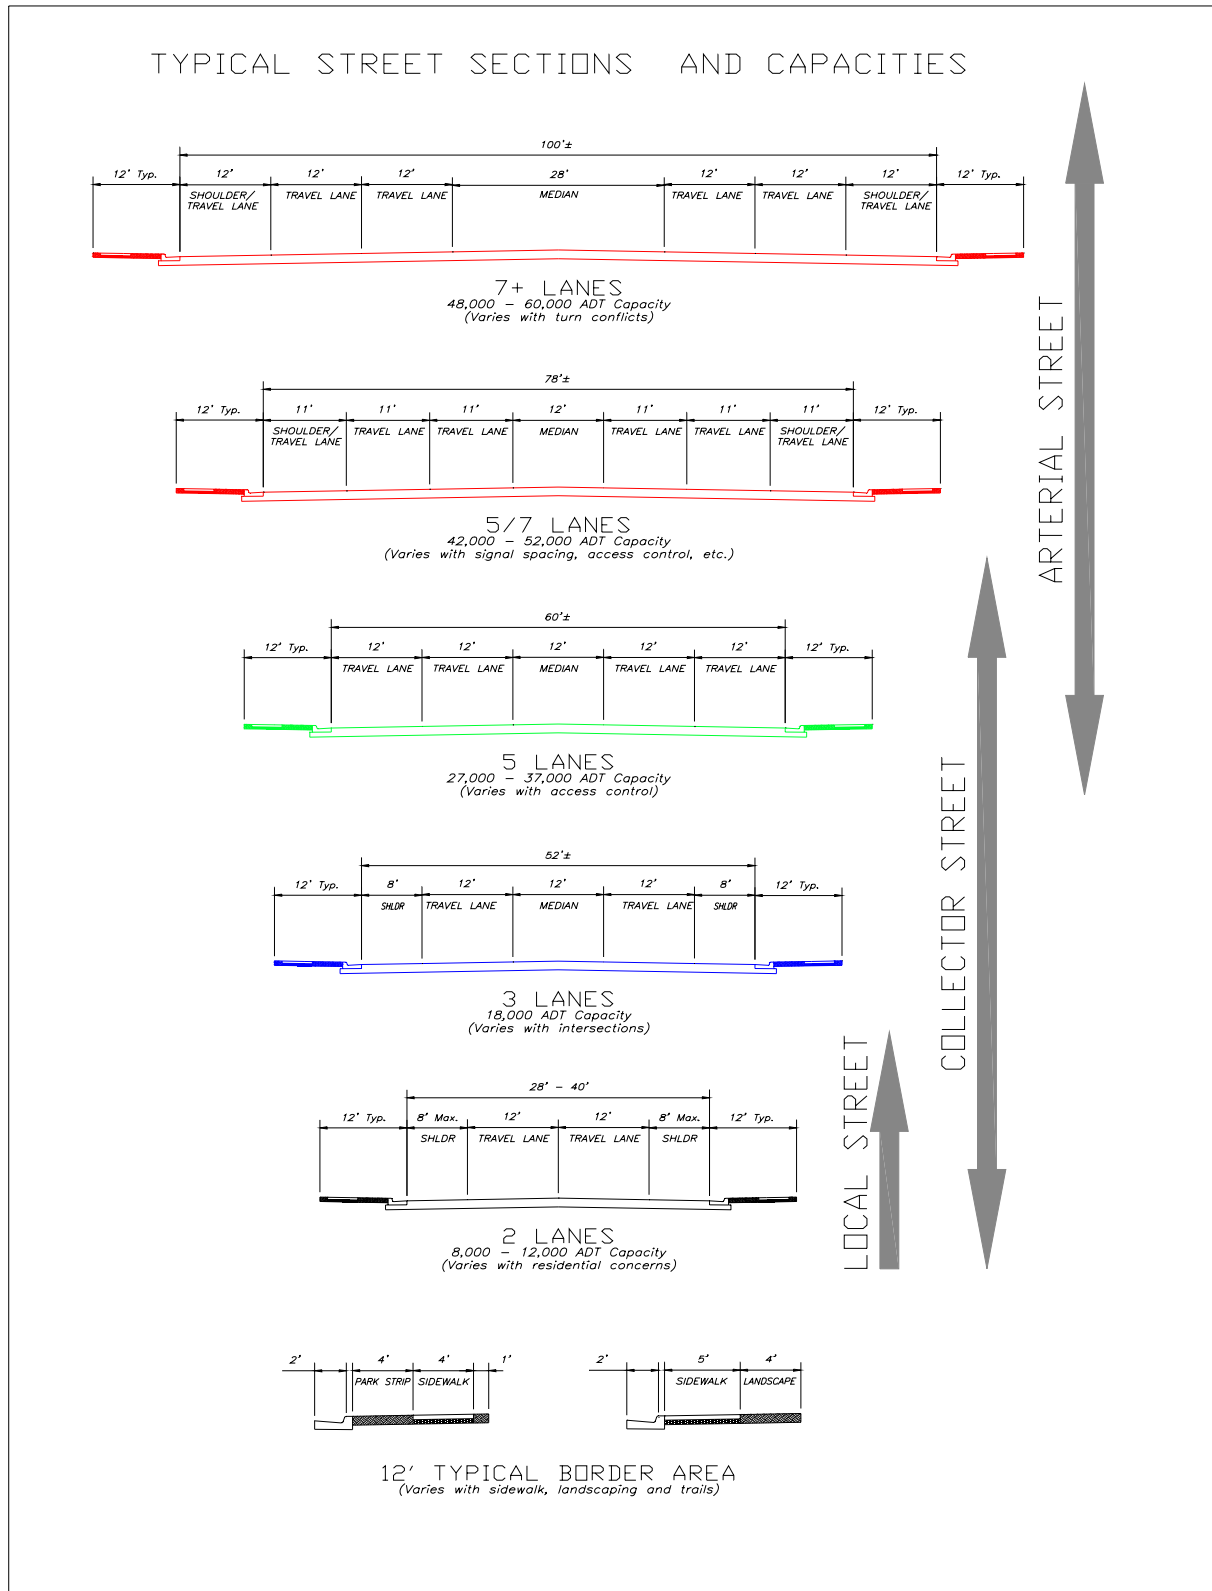 TYPICAL STREET SECTIONS AND CAPACITIES
100'±
12' Typ. 12' 12' 12' 28' 12' 12' 12' 12' Typ.
SHOULDER/ TRAVEL LANE TRAVEL LANE TRAVEL LANE MEDIAN TRAVEL LANE TRAVEL LANE SHOULDER/ TRAVEL LANE
7+ LANES
48,000 - 60,000 ADT Capacity
(Varies with turn conflicts)
78'±
12' Typ. 11' 11' 11' 12' 11' 11' 11' 12' Typ.
SHOULDER/ TRAVEL LANE TRAVEL LANE TRAVEL LANE MEDIAN TRAVEL LANE TRAVEL LANE SHOULDER/ TRAVEL LANE
5/7 LANES
42,000 - 52,000 ADT Capacity
(Varies with signal spacing, access control, etc.)
60'±
12' Typ. 12' 12' 12' 12' 12' 12' Typ.
TRAVEL LANE TRAVEL LANE MEDIAN TRAVEL LANE TRAVEL LANE
5 LANES
27,000 - 37,000 ADT Capacity
(Varies with access control)
52'±
12' Typ. 8' 12' 12' 12' 8' 12' Typ.
SHLDR TRAVEL LANE MEDIAN TRAVEL LANE SHLDR
3 LANES
18,000 ADT Capacity
(Varies with intersections)
28' - 40'
12' Typ. 8' Max. 12' 12' 8' Max. 12' Typ.
SHLDR TRAVEL LANE TRAVEL LANE SHLDR
2 LANES
8,000 - 12,000 ADT Capacity
(Varies with residential concerns)
ARTERIAL STREET
COLLECTOR STREET
LOCAL STREET
2' 4' 4' 1'
PARK STRIP SIDEWALK
2' 5' 4'
SIDEWALK LANDSCAPE
12' TYPICAL BORDER AREA
(Varies with sidewalk, landscaping and trails)